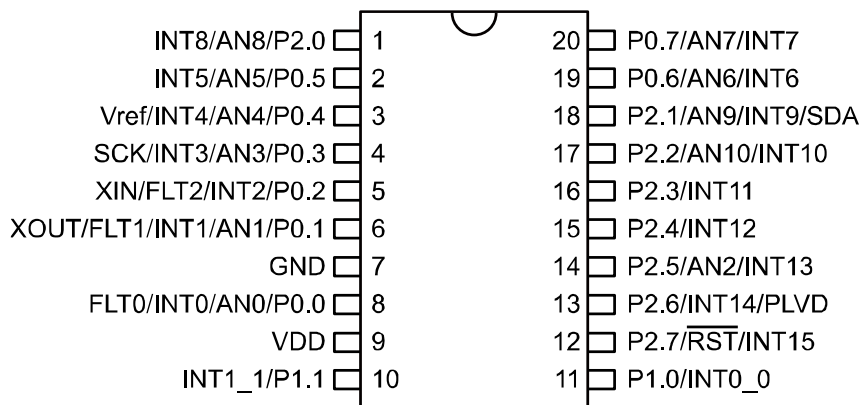 INT8/AN8/P2.0 1 20 P0.7/AN7/INT7
INT5/AN5/P0.5 2 19 P0.6/AN6/INT6
Vref/INT4/AN4/P0.4 3 18 P2.1/AN9/INT9/SDA
SCK/INT3/AN3/P0.3 4 17 P2.2/AN10/INT10
XIN/FLT2/INT2/P0.2 5 16 P2.3/INT11
XOUT/FLT1/INT1/AN1/P0.1 6 15 P2.4/INT12
GND 7 14 P2.5/AN2/INT13
FLT0/INT0/AN0/P0.0 8 13 P2.6/INT14/PLVD
VDD 9 12 P2.7/RST/INT15
INT1_1/P1.1 10 11 P1.0/INT0_0